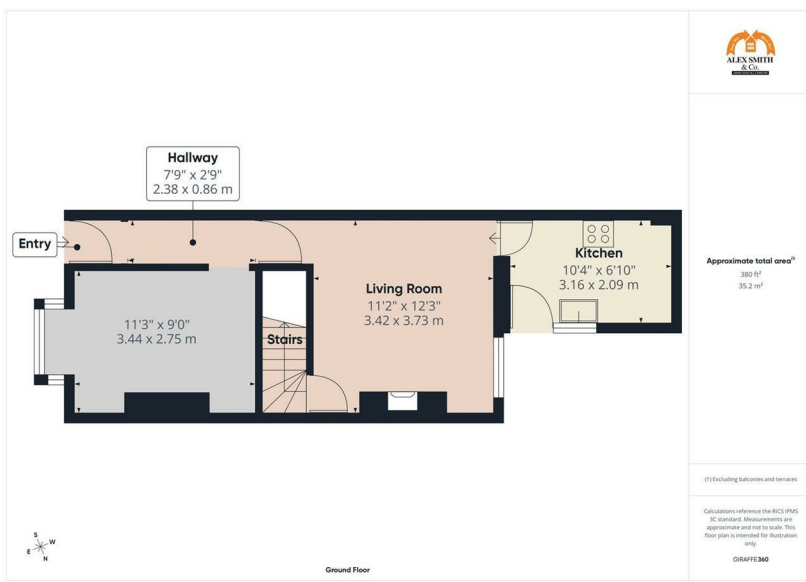 ALEX SMITH
& Co.
Hallway
7'9" x 2'9"
2.38 x 0.86 m
Entry
Kitchen
10'4" x 6'10"
3.16 x 2.09 m
Living Room
11'2" x 12'3"
3.42 x 3.73 m
11'3" x 9'0"
3.44 x 2.75 m
Stairs
Approximate total area(1)
380 ft²
35.2 m²
(1) Excluding balconies and terraces
Calculations reference the RICS IPMS
3C standard. Measurements are
approximate and not to scale. This
floor plan is intended for illustration
only.
GIRAFFE360
S
W
E
N
Ground Floor